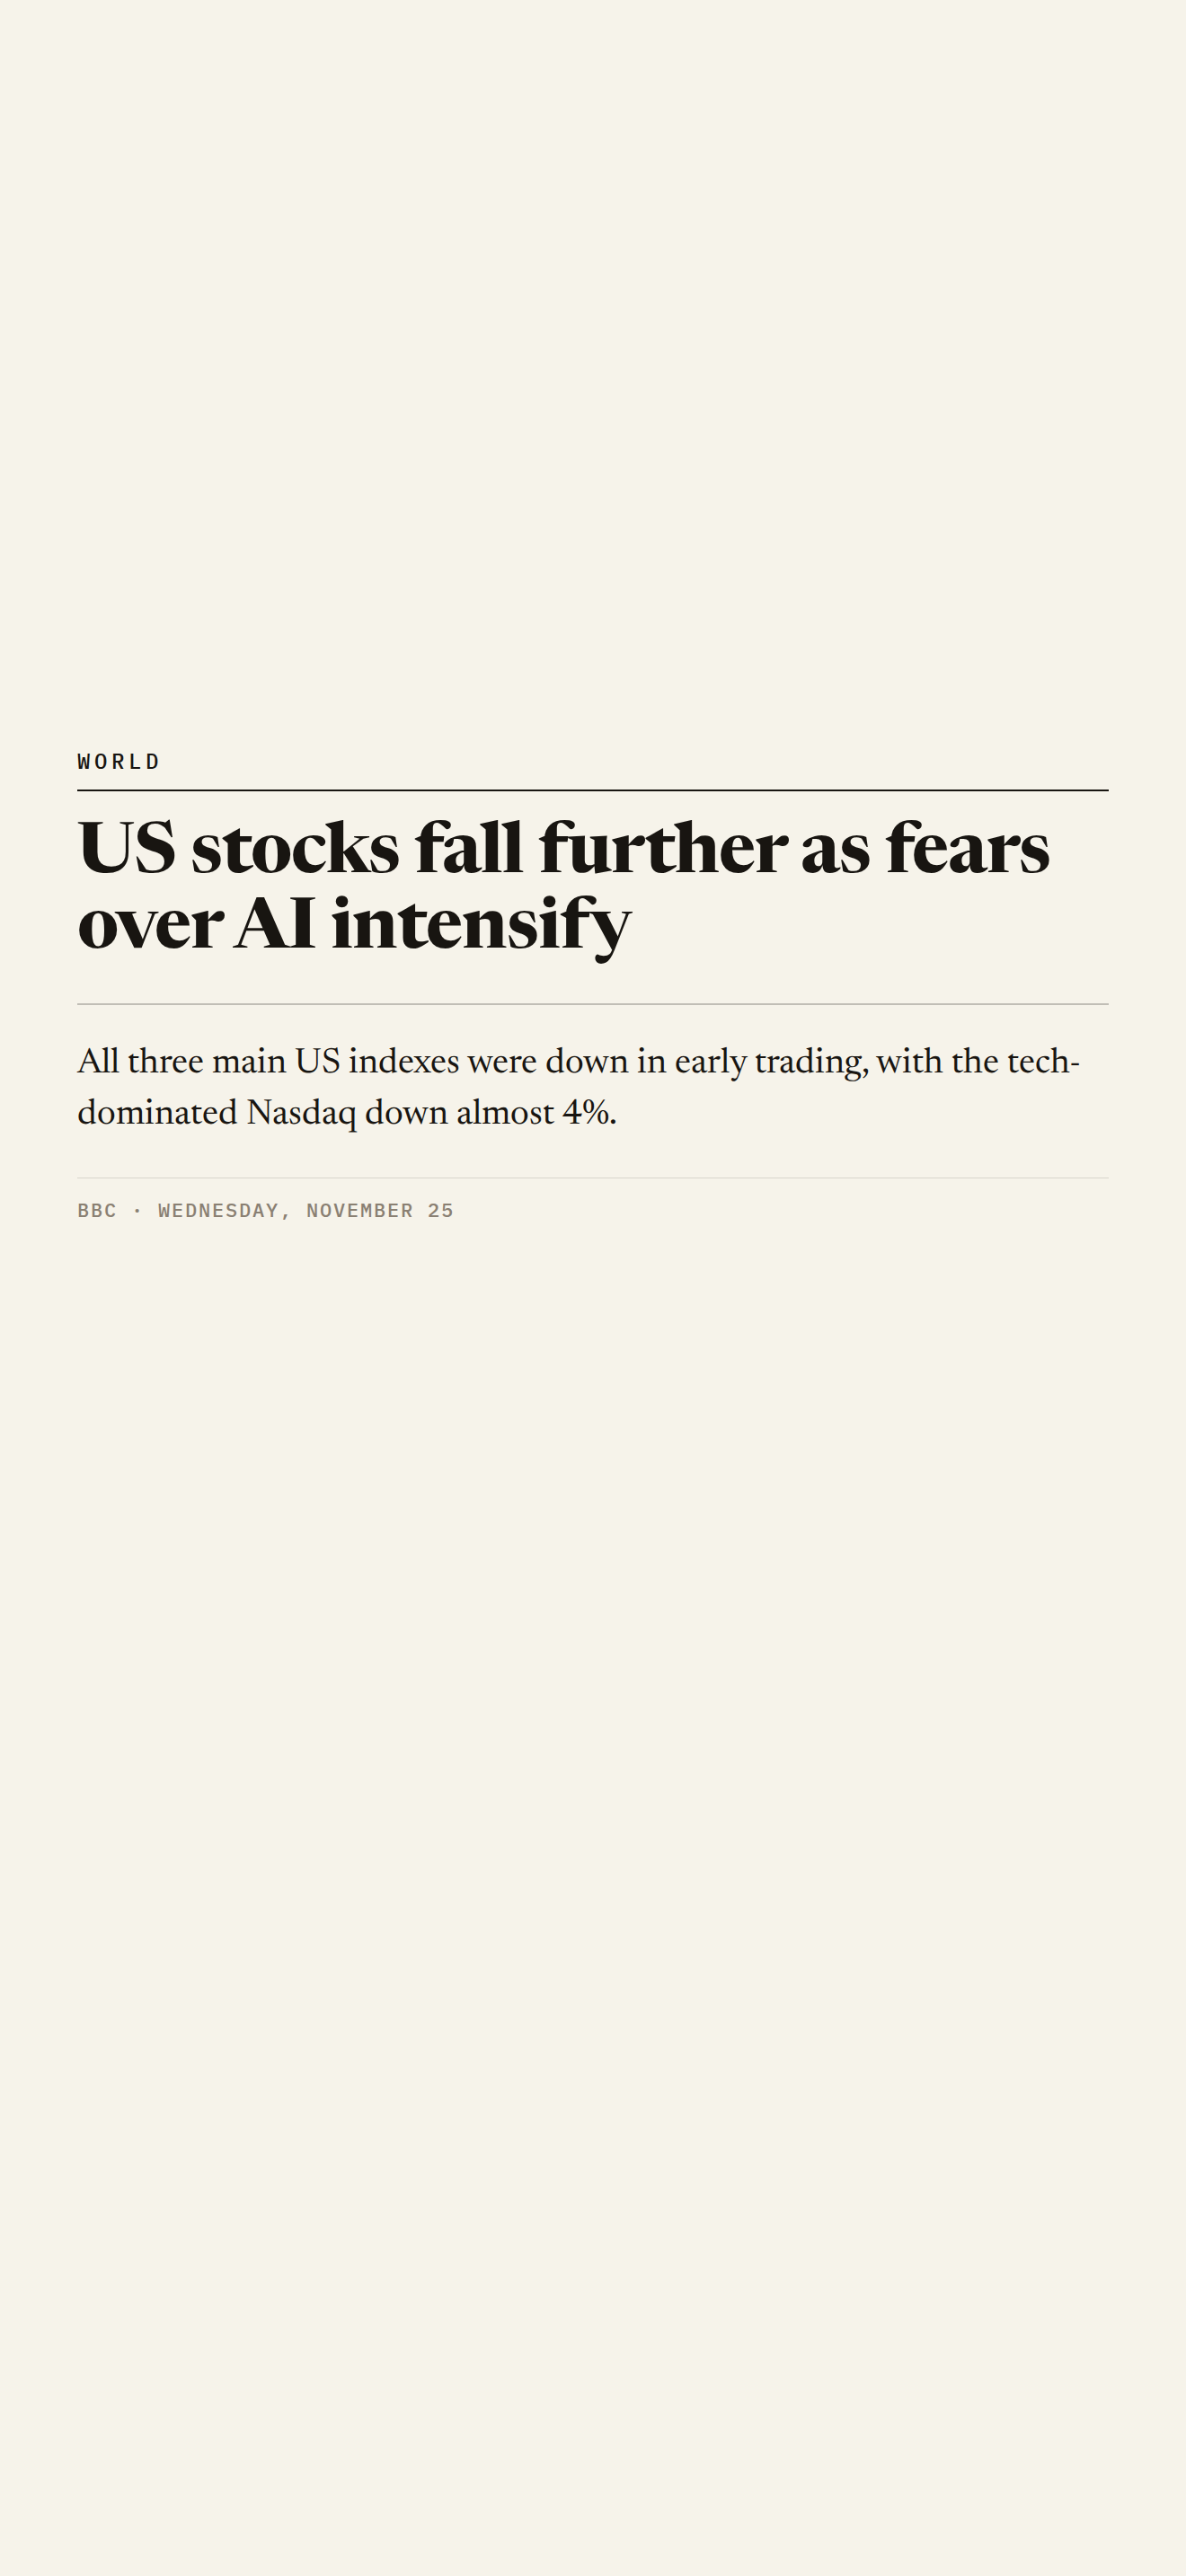 WORLD
US stocks fall further as fears
over AI intensify
All three main US indexes were down in early trading, with the tech-
dominated Nasdaq down almost 4%.
BBC · WEDNESDAY, NOVEMBER 25